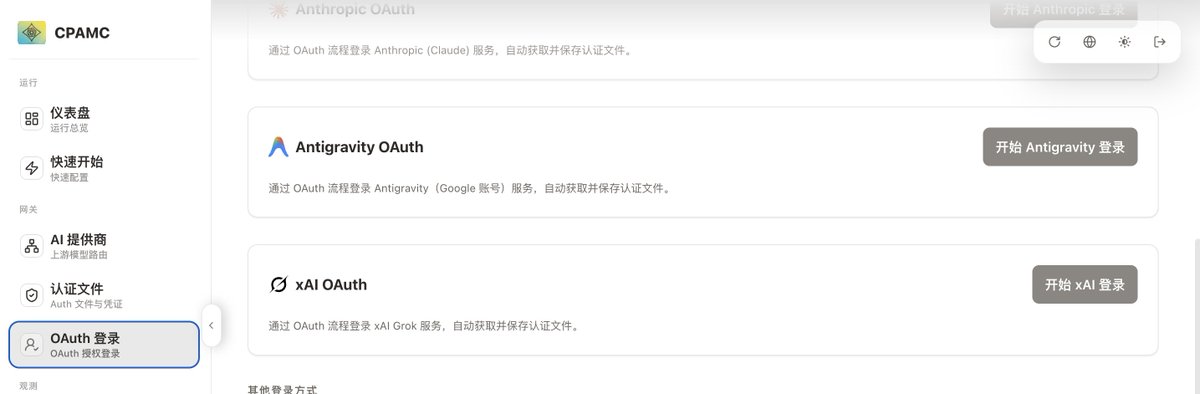 CPAMC
运行
仪表盘
运行总览
快速开始
快速配置
网关
AI 提供商
上游模型路由
认证文件
Auth 文件与凭证
OAuth 登录
OAuth 授权登录
观测
Anthropic OAuth
开始 Anthropic 登录
通过 OAuth 流程登录 Anthropic (Claude) 服务，自动获取并保存认证文件。
Antigravity OAuth
开始 Antigravity 登录
通过 OAuth 流程登录 Antigravity（Google 账号）服务，自动获取并保存认证文件。
xAI OAuth
开始 xAI 登录
通过 OAuth 流程登录 xAI Grok 服务，自动获取并保存认证文件。
其他登录方式